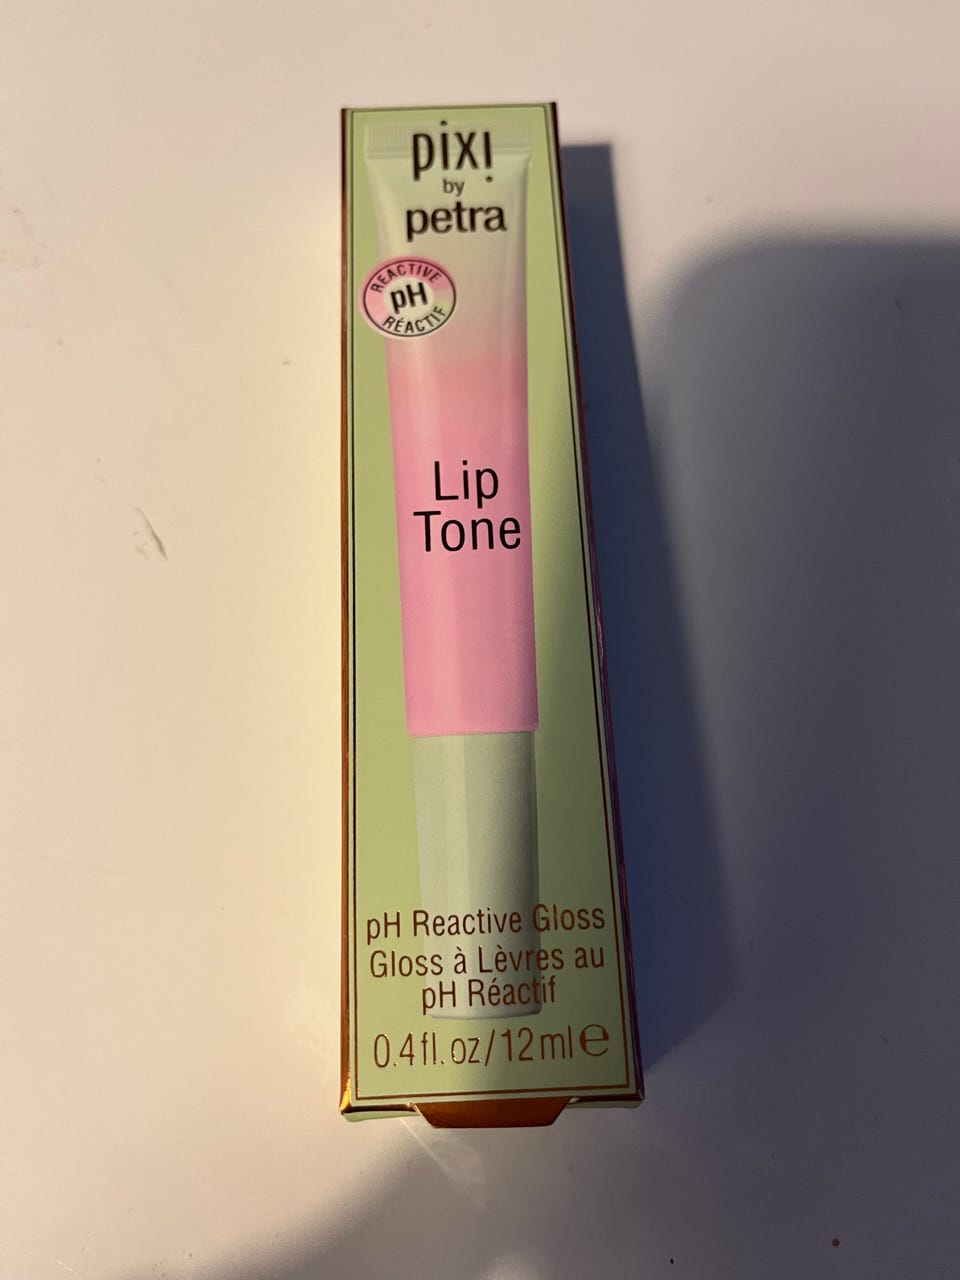 pixi
by
petra
REACTIVE
pH
RÉACTIF
Lip
Tone
pH Reactive Gloss
Gloss à Lèvres au
pH Réactif
0.4 fl. oz/12 ml ℮